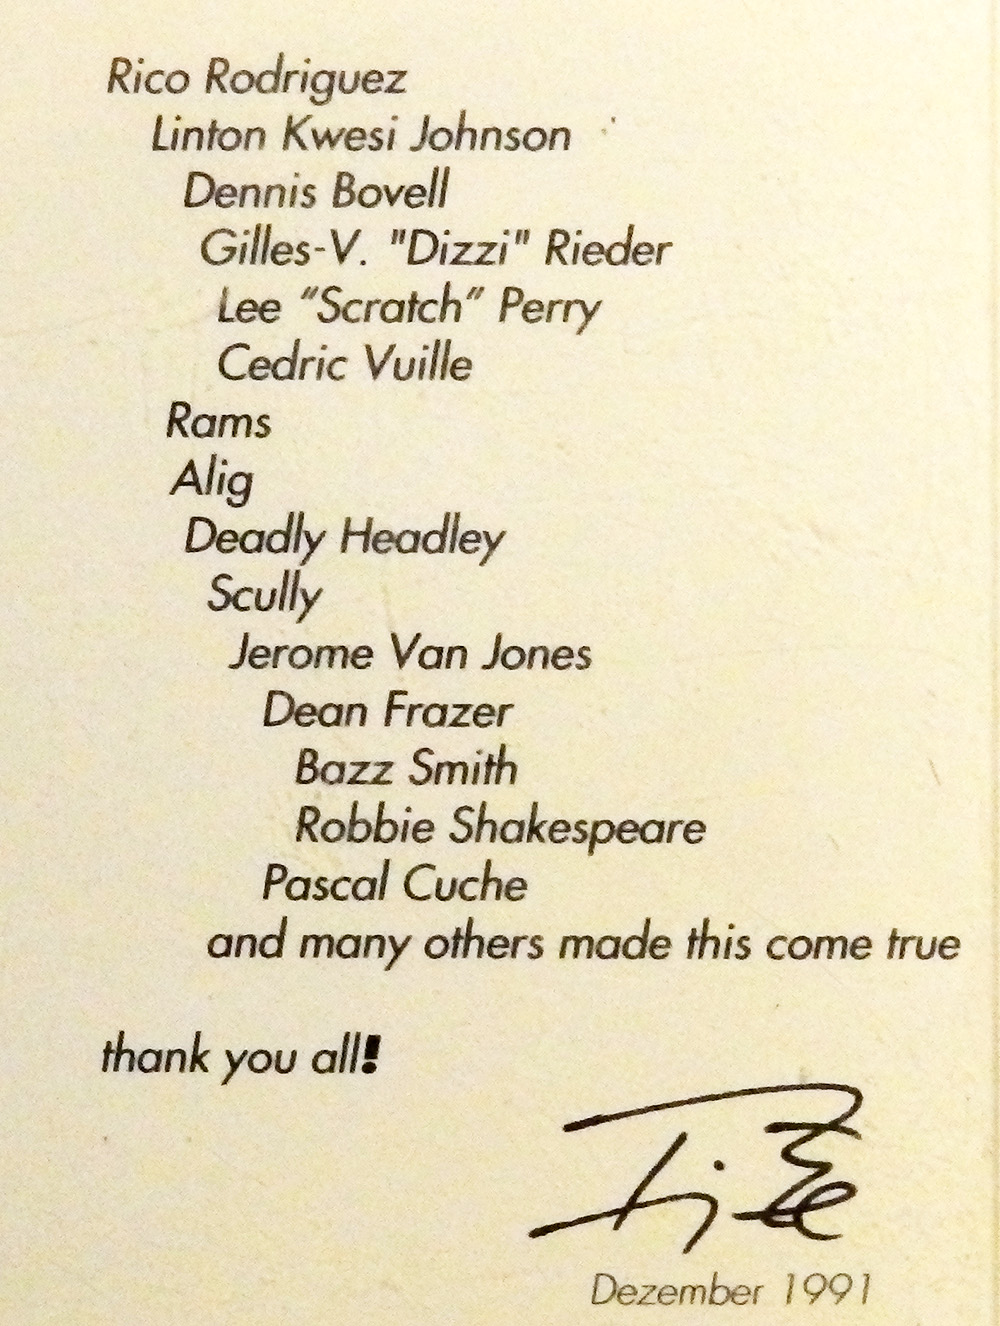 Rico Rodriguez
Linton Kwesi Johnson
Dennis Bovell
Gilles-V. "Dizzi" Rieder
Lee “Scratch” Perry
Cedric Vuille
Rams
Alig
Deadly Headley
Scully
Jerome Van Jones
Dean Frazer
Bazz Smith
Robbie Shakespeare
Pascal Cuche
and many others made this come true
thank you all!
Dezember 1991